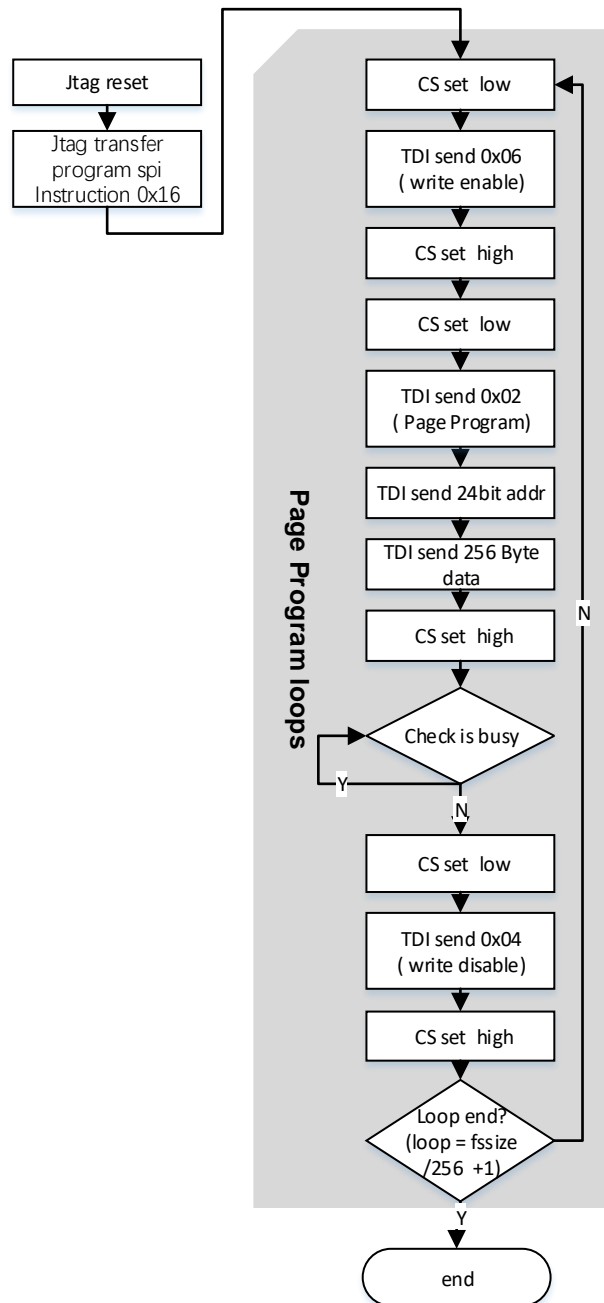 Jtag reset
Jtag transfer
program spi
Instruction 0x16
CS set low
TDI send 0x06
( write enable)
CS set high
CS set low
TDI send 0x02
( Page Program)
TDI send 24bit addr
TDI send 256 Byte
data
CS set high
Page Program loops
Check is busy
Y
N
CS set low
TDI send 0x04
( write disable)
CS set high
Loop end?
(loop = fssize
/256 +1)
N
Y
end